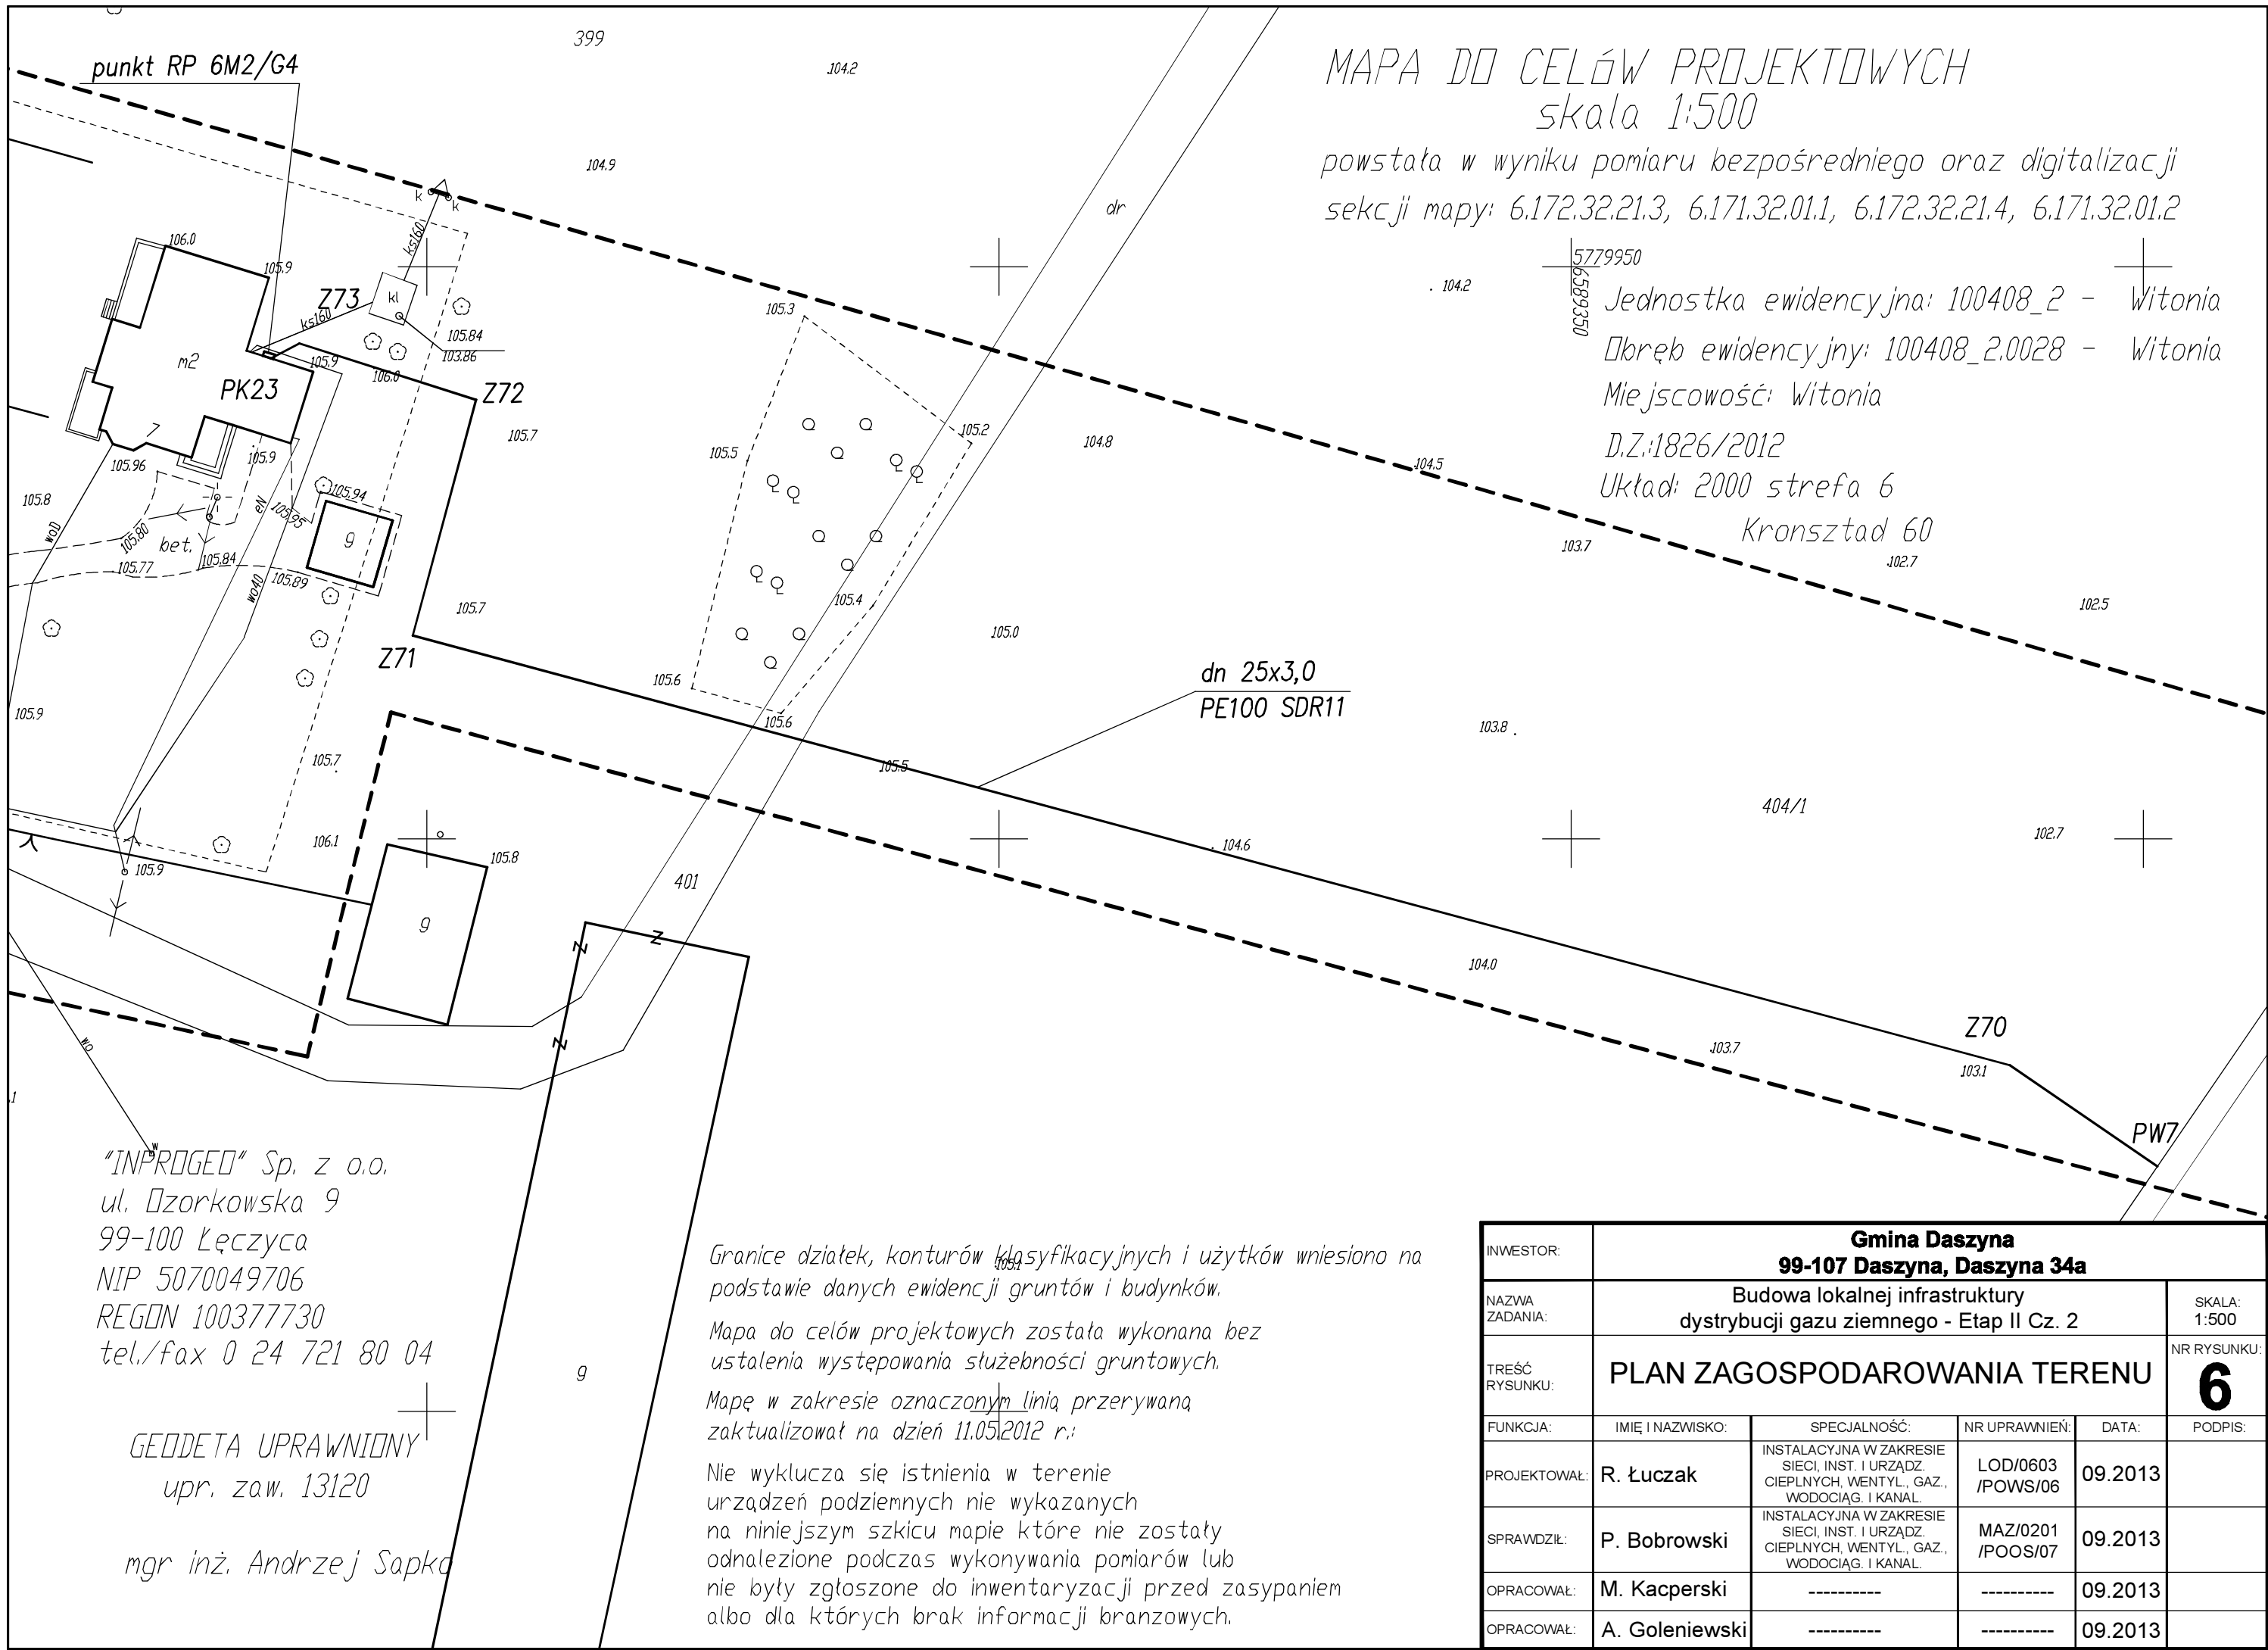 399
104.2
punkt RP 6M2/G4
MAPA DO CELóW PROJEKTOWYCH
skala 1:500
powstała w wyniku pomiaru bezpośredniego oraz digitalizacji
sekcji mapy: 6.172.32.21.3, 6.171.32.01.1, 6.172.32.21.4, 6.171.32.01.2
5779950
6589350
Jednostka ewidencyjna: 100408_2 - Witonia
Obręb ewidencyjny: 100408_2.0028 - Witonia
Miejscowość: Witonia
D.Z.:1826/2012
Układ: 2000 strefa 6
Kronsztad 60
104.9
k
k
dr
ks160
106.0
105.9
Z73
kl
ks160
105.84
103.86
104.2
105.3
m2
105.9
106.0
PK23
Z72
7
105.7
105.5
105.2
104.8
104.5
105.96
105.9
105.8
105.94
105.95
eN
woD
105.80
bet.
g
105.77
105.84
105.89
wo40
103.7
102.7
105.7
105.4
105.0
102.5
Z71
105.6
dn 25x3,0
PE100 SDR11
105.9
105.6
103.8
105.7
105.5
404/1
106.1
105.8
104.6
102.7
105.9
401
g
z
z
z
104.0
Z70
wo
103.7
103.1
.1
PW7
w
"INPROGEO" Sp. z o.o.
ul. Ozorkowska 9
99-100 Łęczyca
NIP 5070049706
REGON 100377730
tel./fax 0 24 721 80 04
GEODETA UPRAWNIONY
upr. zaw. 13120
mgr inż. Andrzej Sapko
g
Granice działek, konturów klasyfikacyjnych i użytków wniesiono na
105.1
podstawie danych ewidencji gruntów i budynków.
Mapa do celów projektowych została wykonana bez
ustalenia występowania służebności gruntowych.
Mapę w zakresie oznaczonym linią przerywaną
zaktualizował na dzień 11.05.2012 r.:
Nie wyklucza się istnienia w terenie
urządzeń podziemnych nie wykazanych
na niniejszym szkicu mapie które nie zostały
odnalezione podczas wykonywania pomiarów lub
nie były zgłoszone do inwentaryzacji przed zasypaniem
albo dla których brak informacji branzowych.
INWESTOR:
Gmina Daszyna
99-107 Daszyna, Daszyna 34a
NAZWA
ZADANIA:
Budowa lokalnej infrastruktury
dystrybucji gazu ziemnego - Etap II Cz. 2
SKALA:
1:500
TREŚĆ
RYSUNKU:
PLAN ZAGOSPODAROWANIA TERENU
NR RYSUNKU:
6
FUNKCJA: IMIĘ I NAZWISKO: SPECJALNOŚĆ: NR UPRAWNIEŃ: DATA: PODPIS:
PROJEKTOWAŁ: R. Łuczak
INSTALACYJNA W ZAKRESIE
SIECI, INST. I URZĄDZ.
CIEPLNYCH, WENTYL., GAZ.,
WODOCIĄG. I KANAL.
LOD/0603
/POWS/06
09.2013
SPRAWDZIŁ: P. Bobrowski
INSTALACYJNA W ZAKRESIE
SIECI, INST. I URZĄDZ.
CIEPLNYCH, WENTYL., GAZ.,
WODOCIĄG. I KANAL.
MAZ/0201
/POOS/07
09.2013
OPRACOWAŁ: M. Kacperski ---------- ---------- 09.2013
OPRACOWAŁ: A. Goleniewski ---------- ---------- 09.2013